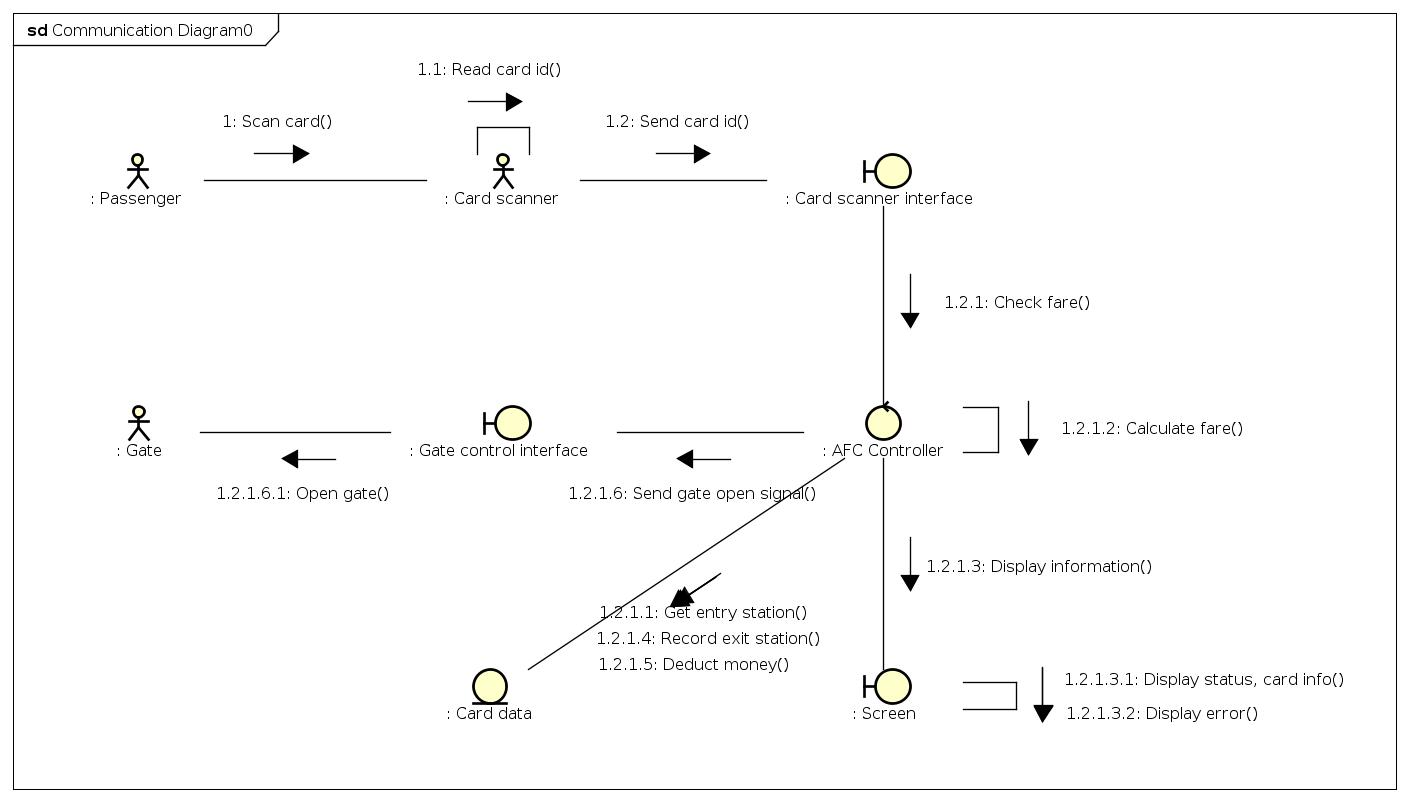 sd Communication Diagram0
1.1: Read card id()
1: Scan card()
1.2: Send card id()
: Passenger
: Card scanner
: Card scanner interface
1.2.1: Check fare()
1.2.1.2: Calculate fare()
: Gate
: Gate control interface
: AFC Controller
1.2.1.6.1: Open gate()
1.2.1.6: Send gate open signal()
1.2.1.3: Display information()
1.2.1.1: Get entry station()
1.2.1.4: Record exit station()
1.2.1.5: Deduct money()
1.2.1.3.1: Display status, card info()
: Card data
: Screen
1.2.1.3.2: Display error()